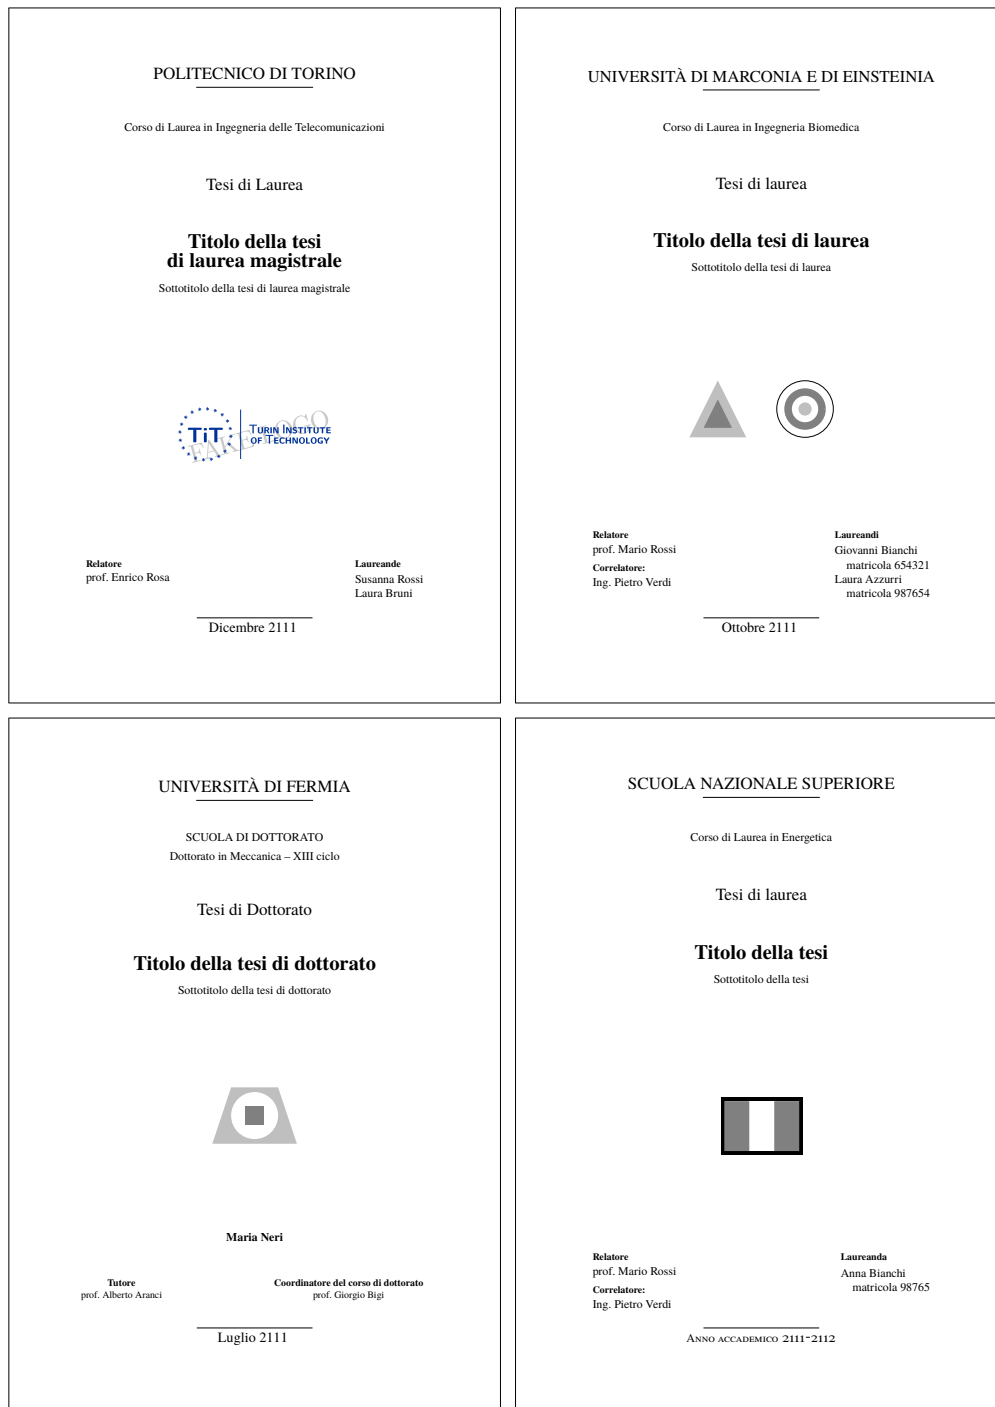 POLITECNICO DI TORINO
Corso di Laurea in Ingegneria delle Telecomunicazioni
Tesi di Laurea
Titolo della tesi
di laurea magistrale
Sottotitolo della tesi di laurea magistrale
FAKE LOGO
TiT
TURIN INSTITUTE
OF TECHNOLOGY
Relatore
prof. Enrico Rosa
Laureande
Susanna Rossi
Laura Bruni
Dicembre 2111
UNIVERSITÀ DI MARCONIA E DI EINSTEINIA
Corso di Laurea in Ingegneria Biomedica
Tesi di laurea
Titolo della tesi di laurea
Sottotitolo della tesi di laurea
Relatore
prof. Mario Rossi
Correlatore:
Ing. Pietro Verdi
Laureandi
Giovanni Bianchi
matricola 654321
Laura Azzurri
matricola 987654
Ottobre 2111
UNIVERSITÀ DI FERMIA
SCUOLA DI DOTTORATO
Dottorato in Meccanica – XIII ciclo
Tesi di Dottorato
Titolo della tesi di dottorato
Sottotitolo della tesi di dottorato
Maria Neri
Tutore
prof. Alberto Aranci
Coordinatore del corso di dottorato
prof. Giorgio Bigi
Luglio 2111
SCUOLA NAZIONALE SUPERIORE
Corso di Laurea in Energetica
Tesi di laurea
Titolo della tesi
Sottotitolo della tesi
Relatore
prof. Mario Rossi
Correlatore:
Ing. Pietro Verdi
Laureanda
Anna Bianchi
matricola 98765
ANNO ACCADEMICO 2111-2112